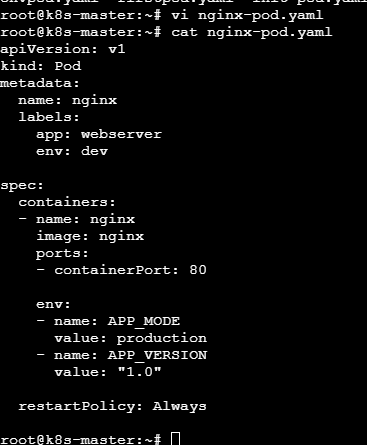 root@k8s-master:~# vi nginx-pod.yaml
root@k8s-master:~# cat nginx-pod.yaml
apiVersion: v1
kind: Pod
metadata:
  name: nginx
  labels:
    app: webserver
    env: dev

spec:
  containers:
  - name: nginx
    image: nginx
    ports:
    - containerPort: 80

    env:
    - name: APP_MODE
      value: production
    - name: APP_VERSION
      value: "1.0"

  restartPolicy: Always

root@k8s-master:~#